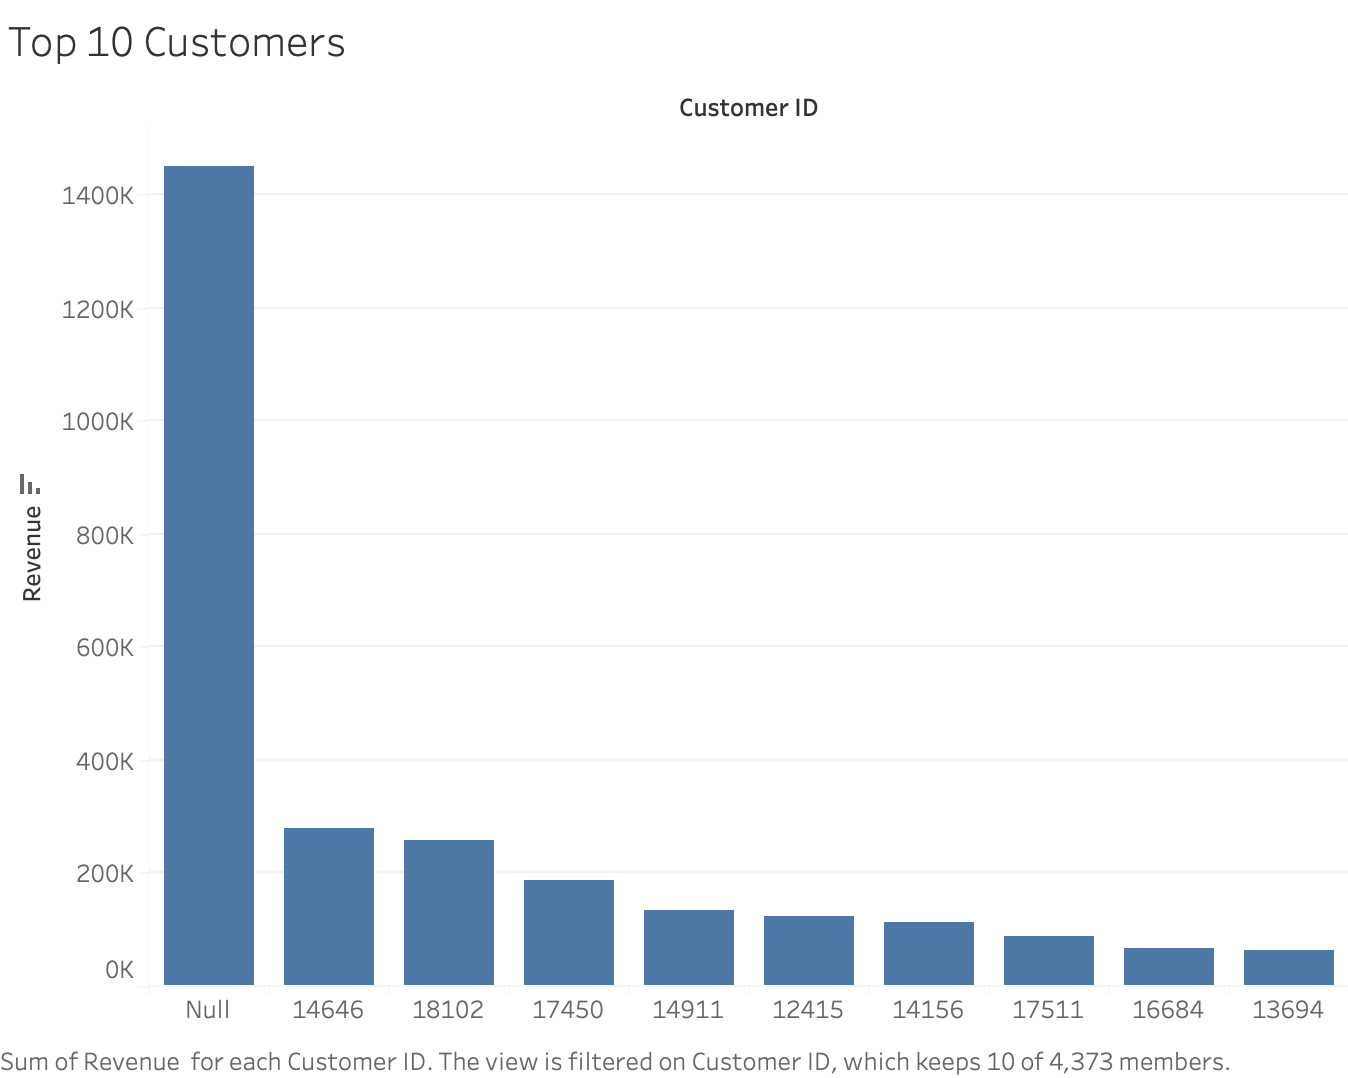 Top 10 Customers
Customer ID
1400K
1200K
1000K
800K
600K
400K
200K
0K
Revenue
Null 14646 18102 17450 14911 12415 14156 17511 16684 13694
Sum of Revenue  for each Customer ID. The view is filtered on Customer ID, which keeps 10 of 4,373 members.